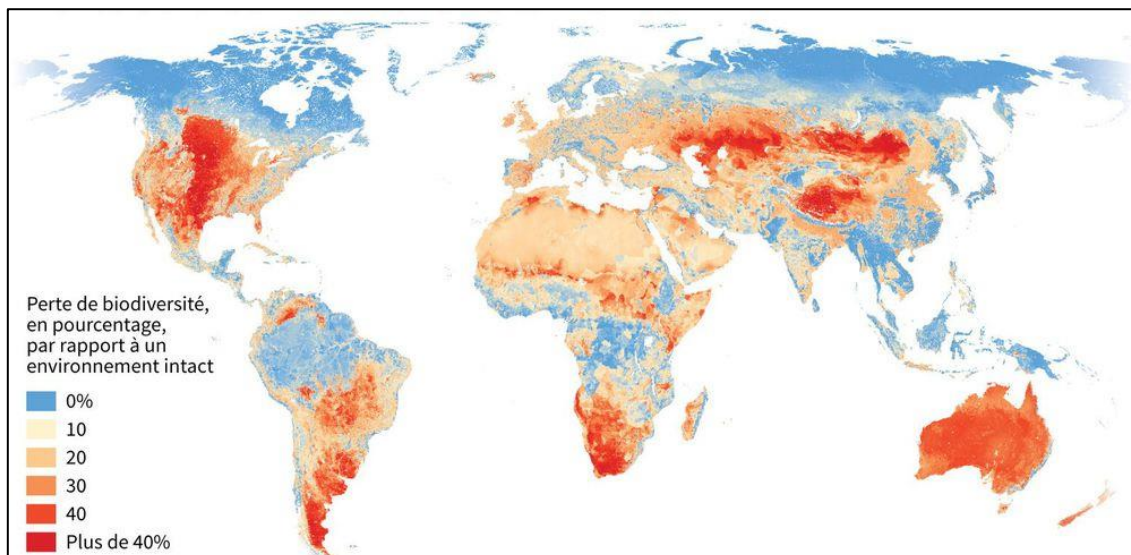 Perte de biodiversité,
en pourcentage,
par rapport à un
environnement intact
0%
10
20
30
40
Plus de 40%